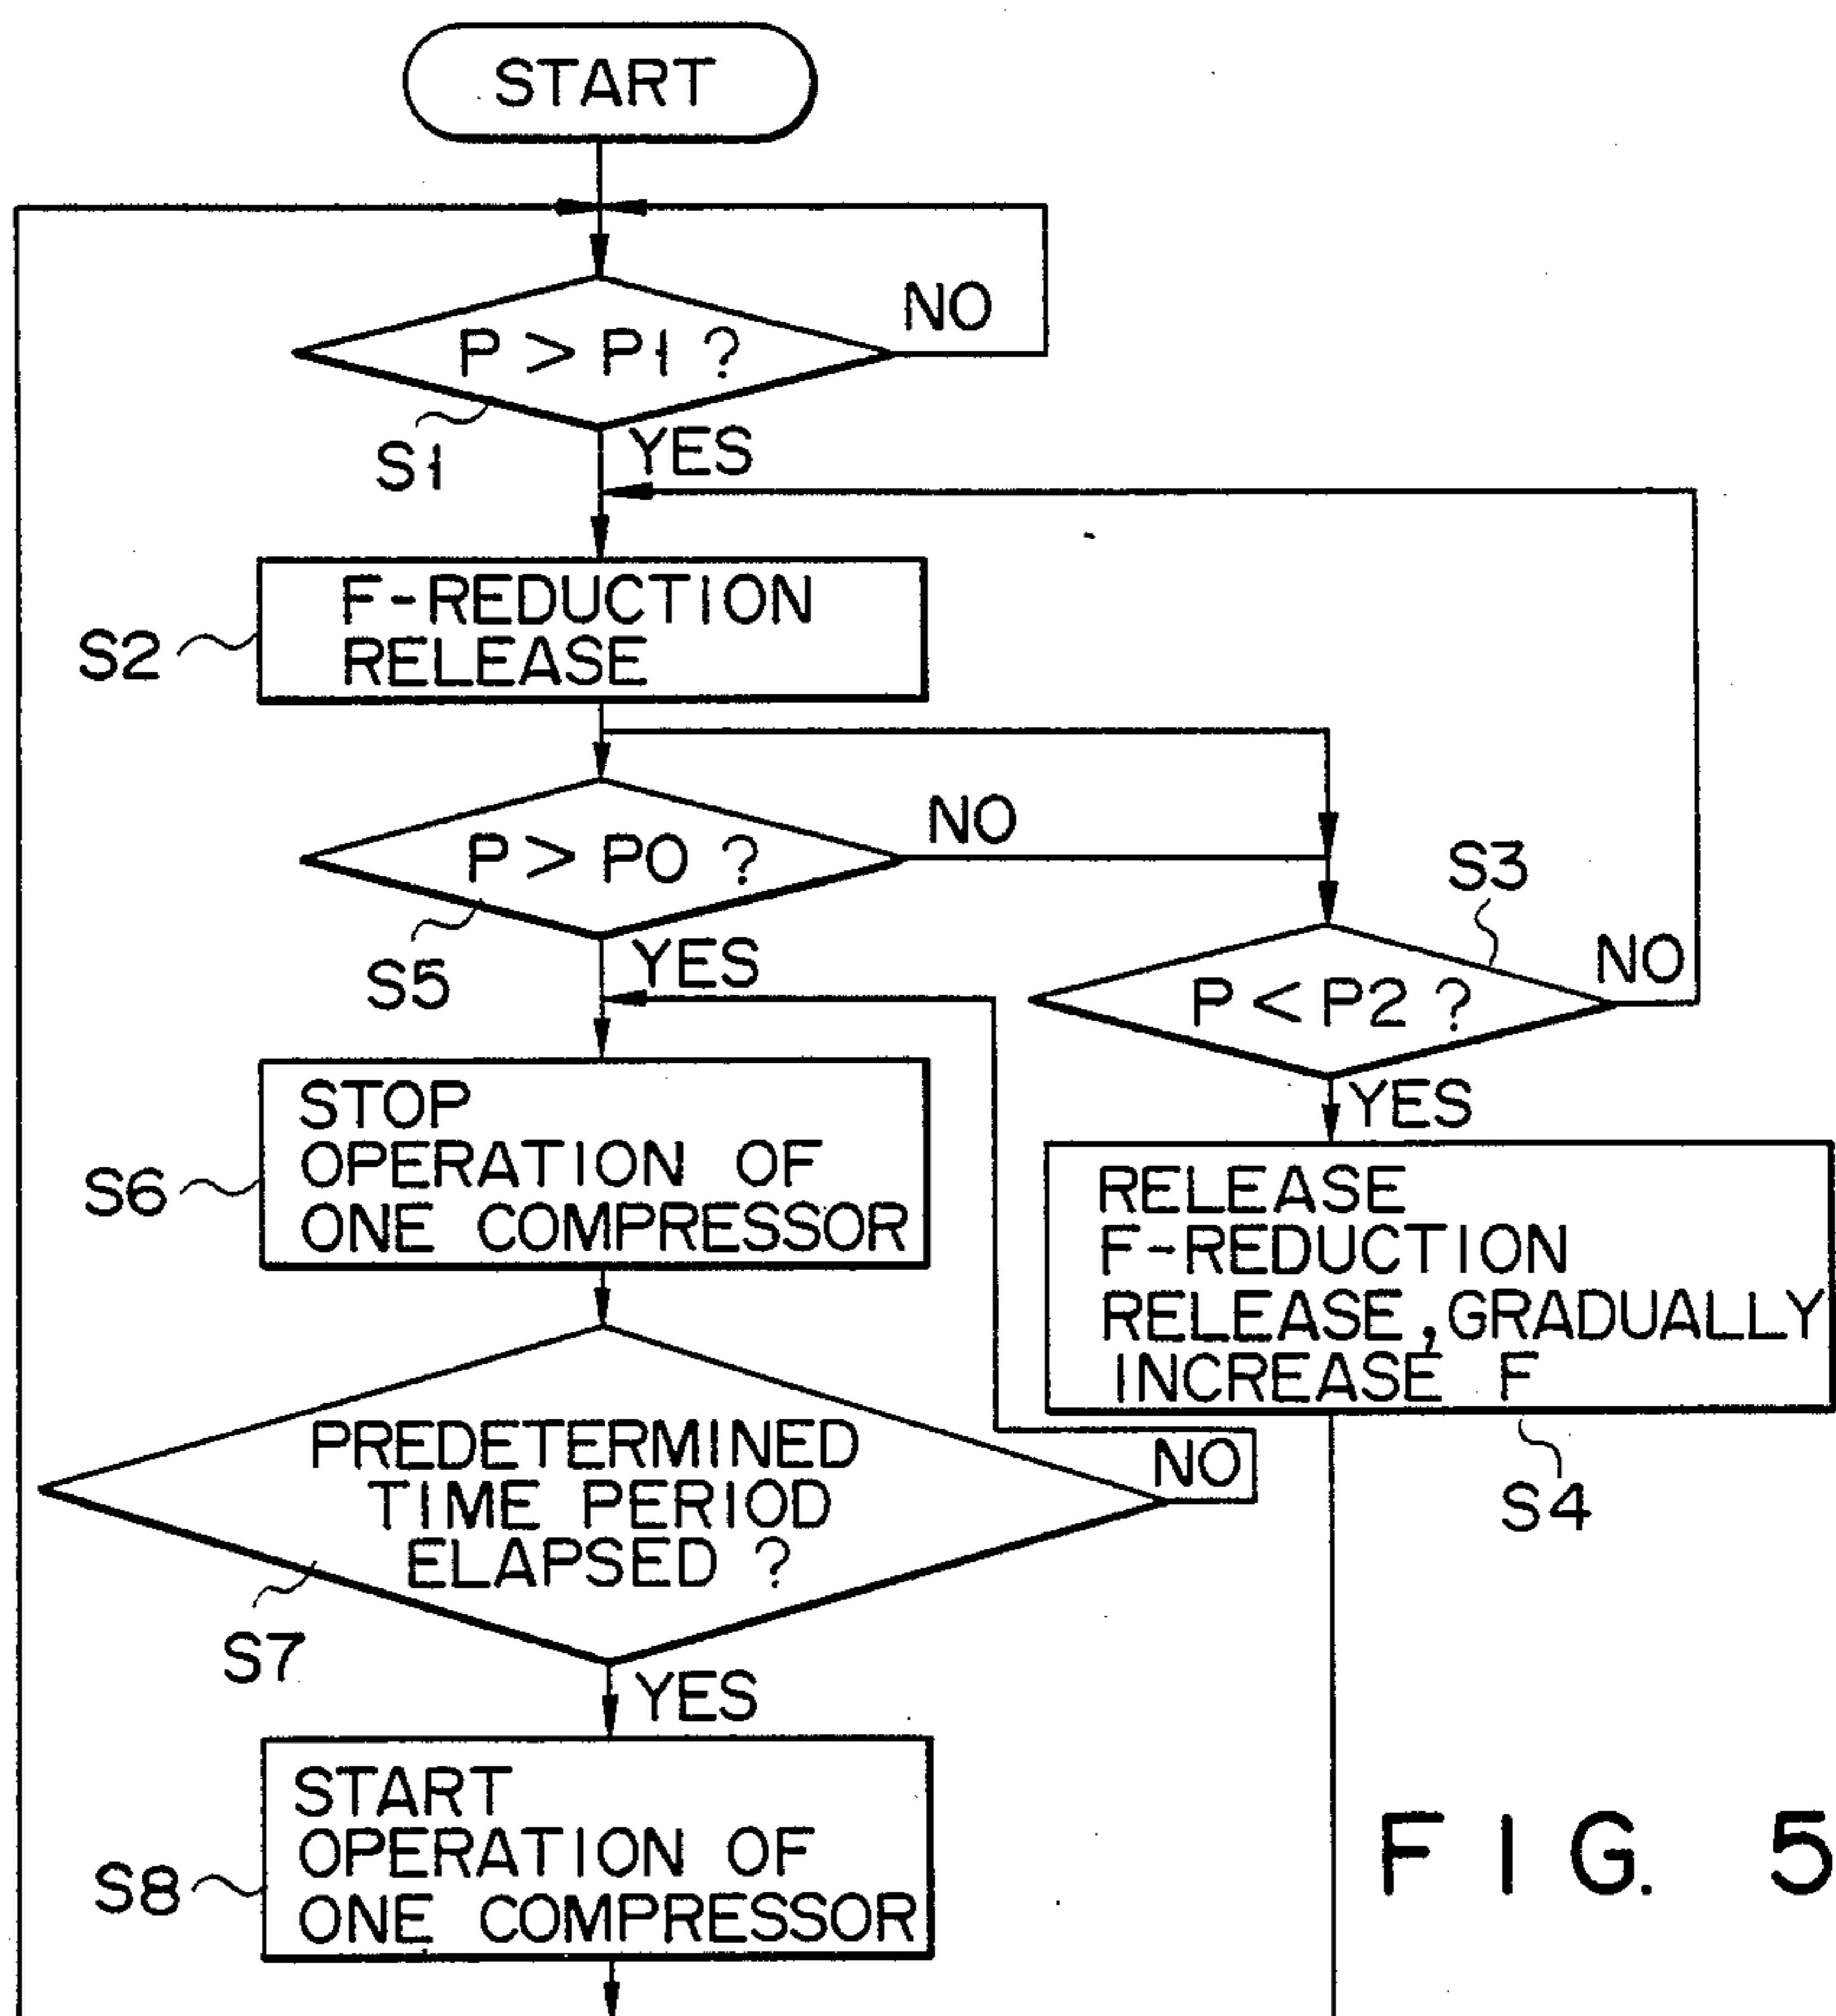 START
P > P1 ?
NO
S1
YES
F-REDUCTION
RELEASE
S2
P > P0 ?
NO
S5
YES
S3
P < P2 ?
NO
YES
STOP
OPERATION OF
ONE COMPRESSOR
S6
RELEASE
F-REDUCTION
RELEASE, GRADUALLY
INCREASE F
S4
PREDETERMINED
TIME PERIOD
ELAPSED ?
NO
S7
YES
START
OPERATION OF
ONE COMPRESSOR
S8
FIG. 5